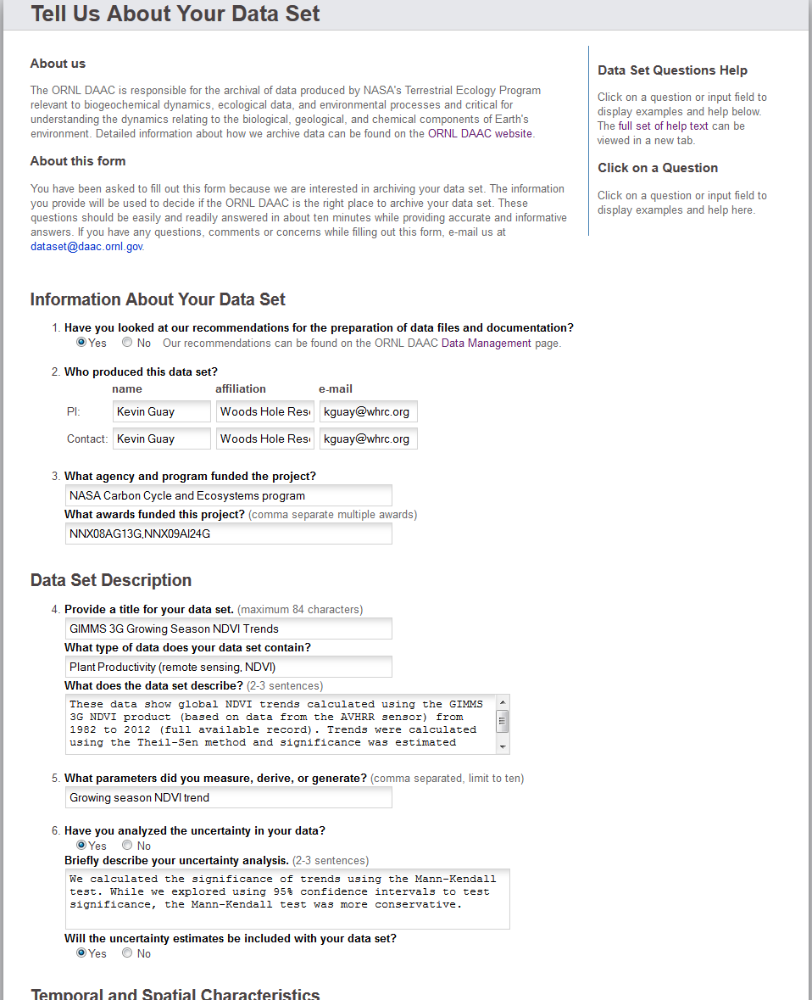 Tell Us About Your Data Set
About us
The ORNL DAAC is responsible for the archival of data produced by NASA's Terrestrial Ecology Program
relevant to biogeochemical dynamics, ecological data, and environmental processes and critical for
understanding the dynamics relating to the biological, geological, and chemical components of Earth's
environment. Detailed information about how we archive data can be found on the ORNL DAAC website.
About this form
You have been asked to fill out this form because we are interested in archiving your data set. The information
you provide will be used to decide if the ORNL DAAC is the right place to archive your data set. These
questions should be easily and readily answered in about ten minutes while providing accurate and informative
answers. If you have any questions, comments or concerns while filling out this form, e-mail us at
dataset@daac.ornl.gov.
Data Set Questions Help
Click on a question or input field to
display examples and help below.
The full set of help text can be
viewed in a new tab.
Click on a Question
Click on a question or input field to
display examples and help here.
Information About Your Data Set
1. Have you looked at our recommendations for the preparation of data files and documentation?
Yes No Our recommendations can be found on the ORNL DAAC Data Management page.
2. Who produced this data set?
name affiliation e-mail
PI: Kevin Guay Woods Hole Res kguay@whrc.org
Contact: Kevin Guay Woods Hole Res kguay@whrc.org
3. What agency and program funded the project?
NASA Carbon Cycle and Ecosystems program
What awards funded this project? (comma separate multiple awards)
NNX08AG13G,NNX09AI24G
Data Set Description
4. Provide a title for your data set. (maximum 84 characters)
GIMMS 3G Growing Season NDVI Trends
What type of data does your data set contain?
Plant Productivity (remote sensing, NDVI)
What does the data set describe? (2-3 sentences)
These data show global NDVI trends calculated using the GIMMS
3G NDVI product (based on data from the AVHRR sensor) from
1982 to 2012 (full available record). Trends were calculated
using the Theil-Sen method and significance was estimated
5. What parameters did you measure, derive, or generate? (comma separated, limit to ten)
Growing season NDVI trend
6. Have you analyzed the uncertainty in your data?
Yes No
Briefly describe your uncertainty analysis. (2-3 sentences)
We calculated the significance of trends using the Mann-Kendall
test. While we explored using 95% confidence intervals to test
significance, the Mann-Kendall test was more conservative.
Will the uncertainty estimates be included with your data set?
Yes No
Temporal and Spatial Characteristics